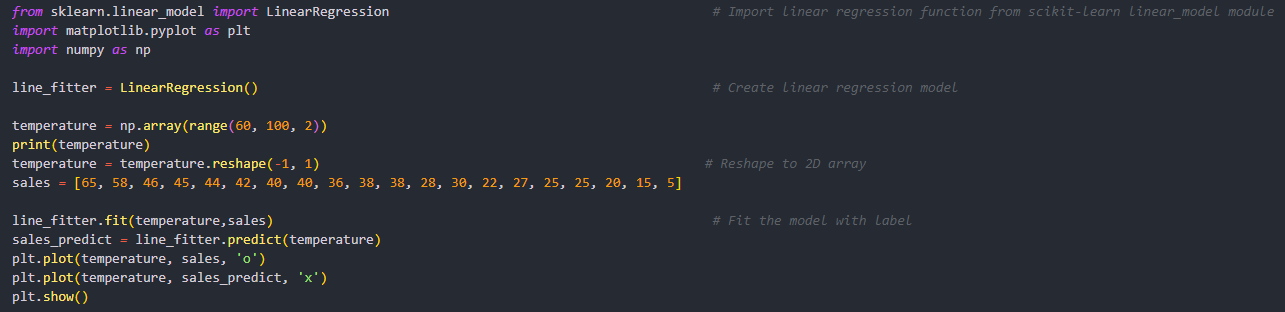 from sklearn.linear_model import LinearRegression # Import linear regression function from scikit-learn linear_model module
import matplotlib.pyplot as plt
import numpy as np
line_fitter = LinearRegression() # Create linear regression model
temperature = np.array(range(60, 100, 2))
print(temperature)
temperature = temperature.reshape(-1, 1) # Reshape to 2D array
sales = [65, 58, 46, 45, 44, 42, 40, 40, 36, 38, 38, 28, 30, 22, 27, 25, 25, 20, 15, 5]
line_fitter.fit(temperature,sales) # Fit the model with label
sales_predict = line_fitter.predict(temperature)
plt.plot(temperature, sales, 'o')
plt.plot(temperature, sales_predict, 'x')
plt.show()